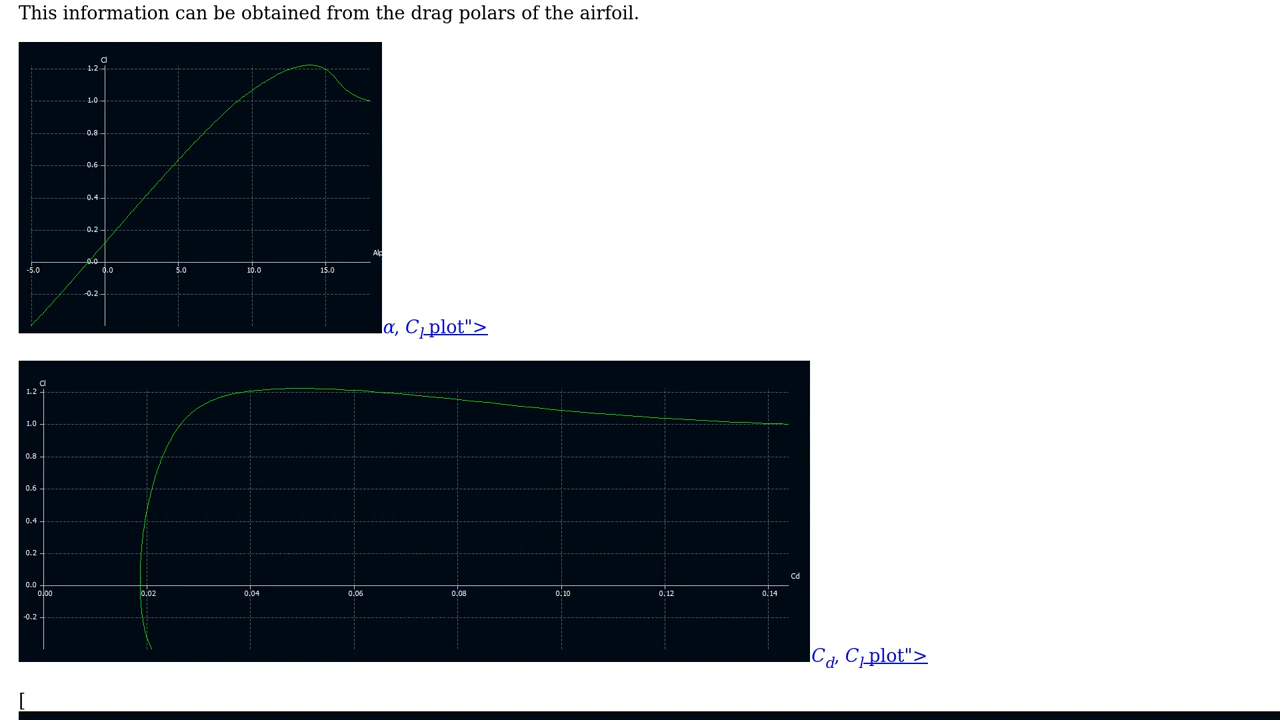 This information can be obtained from the drag polars of the airfoil.
Cl
1.2
1.0
0.8
0.6
0.4
0.2
Alp
0.0
-5.0 0.0 5.0 10.0 15.0
-0.2
α, Cl plot">
Cl
1.2
1.0
0.8
0.6
0.4
0.2
Cd
0.0
0.00 0.02 0.04 0.06 0.08 0.10 0.12 0.14
-0.2
Cd, Cl plot">
[